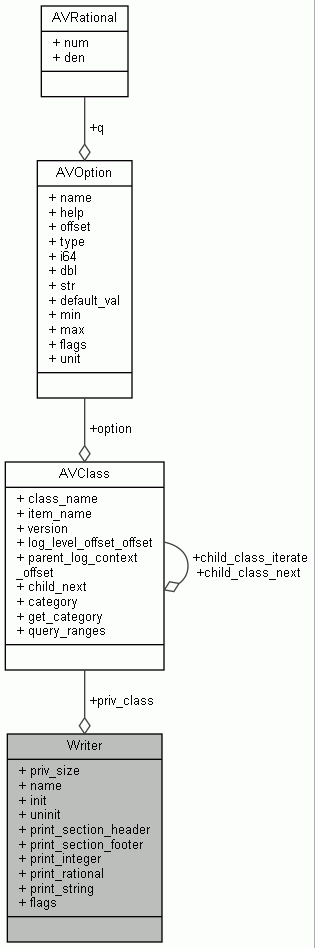 AVRational
+ num
+ den
+q
AVOption
+ name
+ help
+ offset
+ type
+ i64
+ dbl
+ str
+ default_val
+ min
+ max
+ flags
+ unit
+option
AVClass
+ class_name
+ item_name
+ version
+ log_level_offset_offset
+ parent_log_context
_offset
+ child_next
+ category
+ get_category
+ query_ranges
+child_class_iterate
+child_class_next
+priv_class
Writer
+ priv_size
+ name
+ init
+ uninit
+ print_section_header
+ print_section_footer
+ print_integer
+ print_rational
+ print_string
+ flags